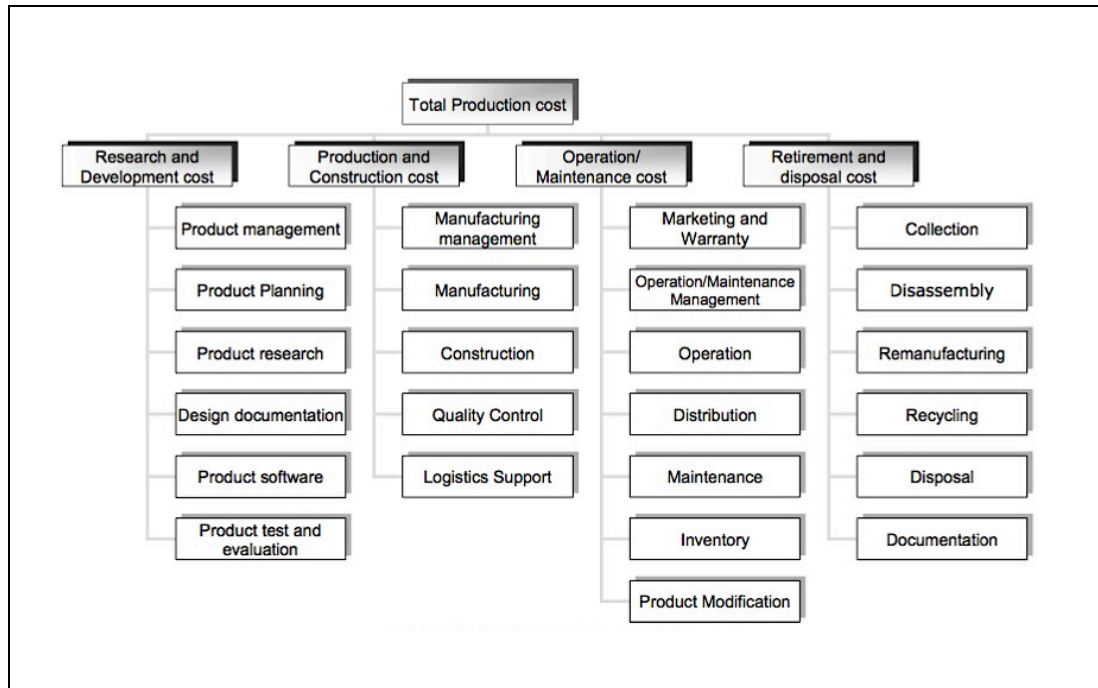 Total Production cost
Research and
Development cost
Product management
Product Planning
Product research
Design documentation
Product software
Product test and
evaluation
Production and
Construction cost
Manufacturing
management
Manufacturing
Construction
Quality Control
Logistics Support
Operation/
Maintenance cost
Marketing and
Warranty
Operation/Maintenance
Management
Operation
Distribution
Maintenance
Inventory
Product Modification
Retirement and
disposal cost
Collection
Disassembly
Remanufacturing
Recycling
Disposal
Documentation